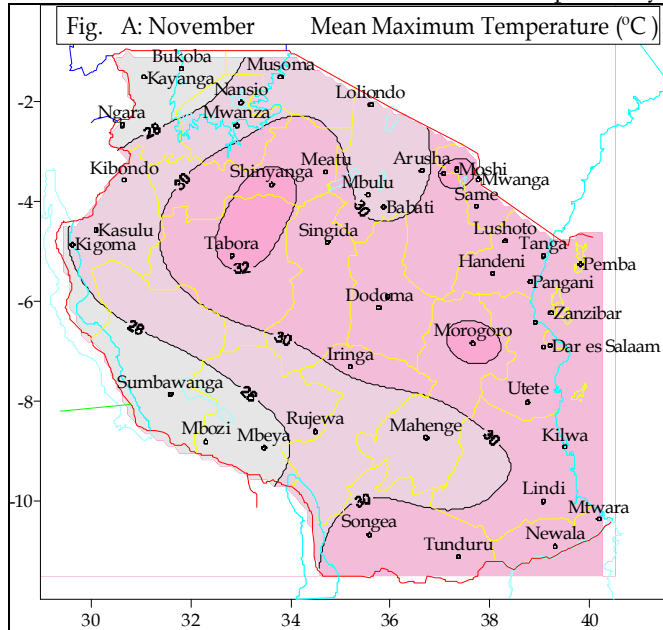 Fig. A: November Mean Maximum Temperature (ºC)
Bukoba
Kayanga
Musoma
-2
Nansio
Loliondo
Ngara
28
Mwanza
Kibondo
30
Shinyanga
Meatu
Arusha
Moshi
Mwanga
-4
Mbulu
30
Babati
Same
Kasulu
Kigoma
Tabora
32
Singida
Lushoto
Tanga
Handeni
Pemba
Pangani
-6
Dodoma
Zanzibar
28
30
Morogoro
Dar es Salaam
Iringa
Sumbawanga
28
Utete
-8
Mbozi
Mbeya
Rujewa
Mahenge
30
Kilwa
-10
30
Lindi
Mtwara
Songea
Tunduru
Newala
30 32 34 36 38 40